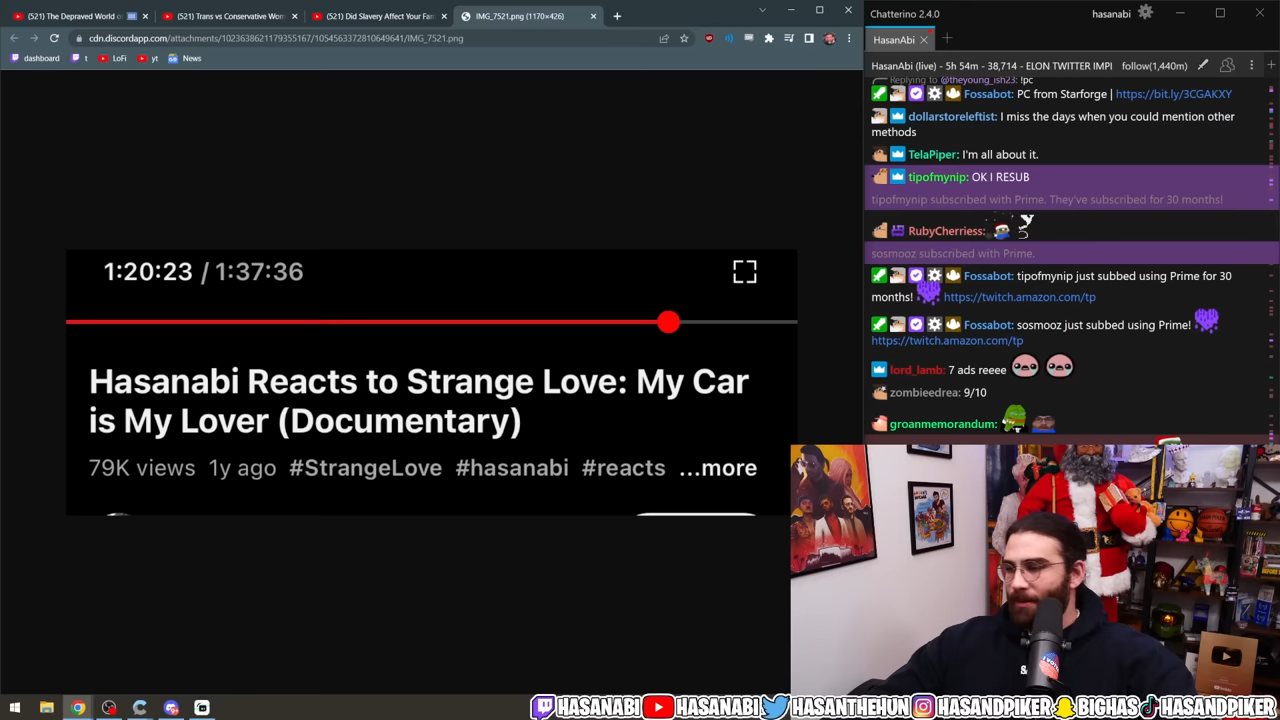 (521) The Depraved World of
(521) Trans vs Conservative Wom
(521) Did Slavery Affect Your Fam
IMG_7521.png (1170×426)
cdn.discordapp.com/attachments/1023638621179355167/1054563372810649641/IMG_7521.png
dashboard
t
LoFi
yt
News
1:20:23 / 1:37:36
Hasanabi Reacts to Strange Love: My Car
is My Lover (Documentary)
79K views 1y ago #StrangeLove #hasanabi #reacts ...more
Chatterino 2.4.0
hasanabi
HasanAbi
HasanAbi (live) - 5h 54m - 38,714 - ELON TWITTER IMPI
follow(1,440m)
Replying to @theyoung_ish23: !pc
Fossabot: PC from Starforge | https://bit.ly/3CGAKXY
dollarstoreleftist: I miss the days when you could mention other
methods
TelaPiper: I'm all about it.
tipofmynip: OK I RESUB
tipofmynip subscribed with Prime. They've subscribed for 30 months!
RubyCherriess:
sosmooz subscribed with Prime.
Fossabot: tipofmynip just subbed using Prime for 30
months! https://twitch.amazon.com/tp
Fossabot: sosmooz just subbed using Prime!
https://twitch.amazon.com/tp
lord_lamb: 7 ads reeee
zombieedrea: 9/10
groanmemorandum:
HASANABI HASANABI HASANTHEHUN HASANDPIKER BIGHAS HASANDPIKER